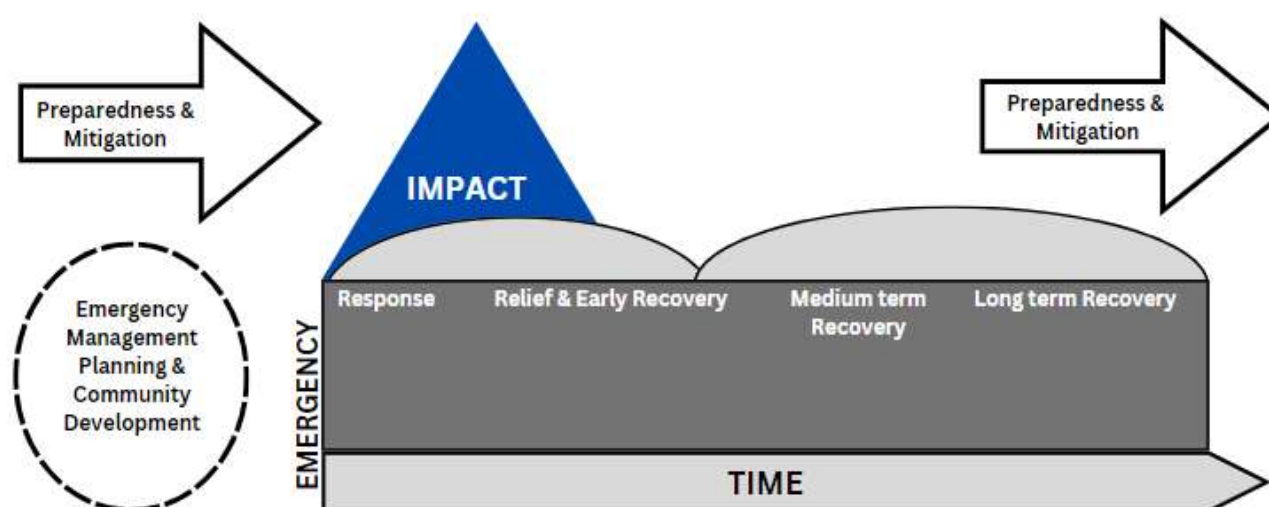 Preparedness &
Mitigation
Preparedness &
Mitigation
IMPACT
Emergency
Management
Planning &
Community
Development
EMERGENCY
Response
Relief & Early Recovery
Medium term
Recovery
Long term Recovery
TIME